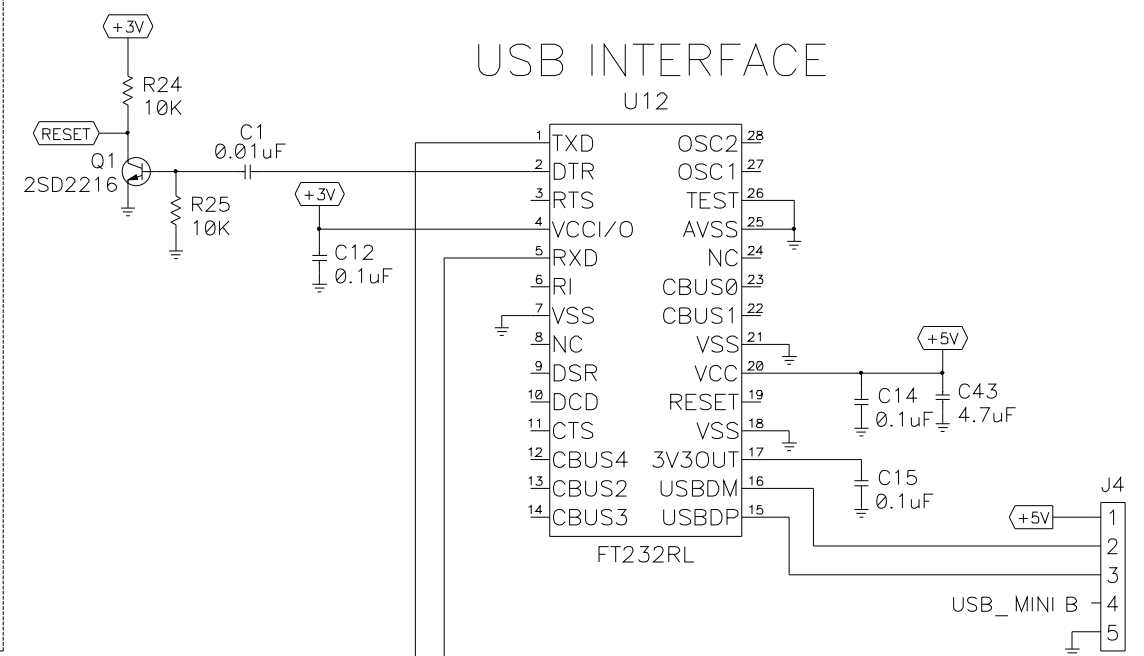 +3V
USB INTERFACE
R24
10K
U12
RESET
C1
0.01uF
Q1
2SD2216
R25
10K
+3V
C12
0.1uF
1 TXD OSC2 28
2 DTR OSC1 27
3 RTS TEST 26
4 VCCI/O AVSS 25
5 RXD NC 24
6 RI CBUS0 23
7 VSS CBUS1 22
8 NC VSS 21
9 DSR VCC 20
10 DCD RESET 19
11 CTS VSS 18
12 CBUS4 3V3OUT 17
13 CBUS2 USBDM 16
14 CBUS3 USBDP 15
FT232RL
+5V
C14
0.1uF
C43
4.7uF
C15
0.1uF
J4
+5V
1
2
3
USB_MINI B 4
5